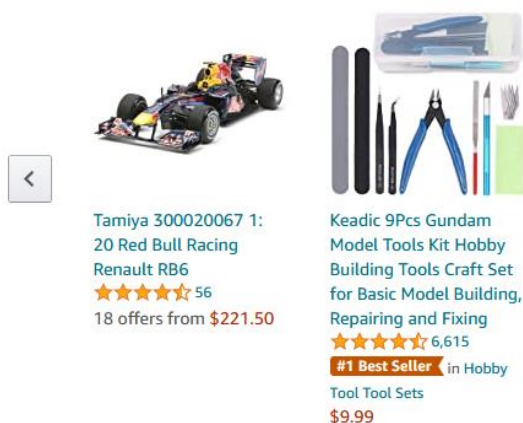 Tamiya 300020067 1:
20 Red Bull Racing
Renault RB6
56
18 offers from $221.50
Keadic 9Pcs Gundam
Model Tools Kit Hobby
Building Tools Craft Set
for Basic Model Building,
Repairing and Fixing
6,615
#1 Best Seller in Hobby
Tool Tool Sets
$9.99